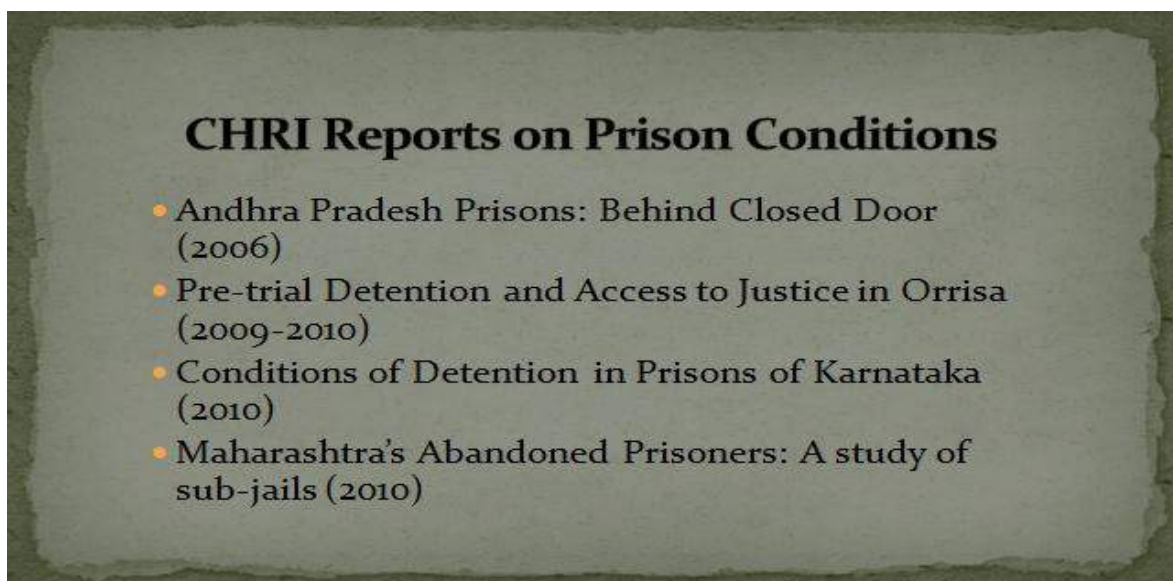 CHRI Reports on Prison Conditions
• Andhra Pradesh Prisons: Behind Closed Door
(2006)
• Pre-trial Detention and Access to Justice in Orrisa
(2009-2010)
• Conditions of Detention in Prisons of Karnataka
(2010)
• Maharashtra's Abandoned Prisoners: A study of
sub-jails (2010)